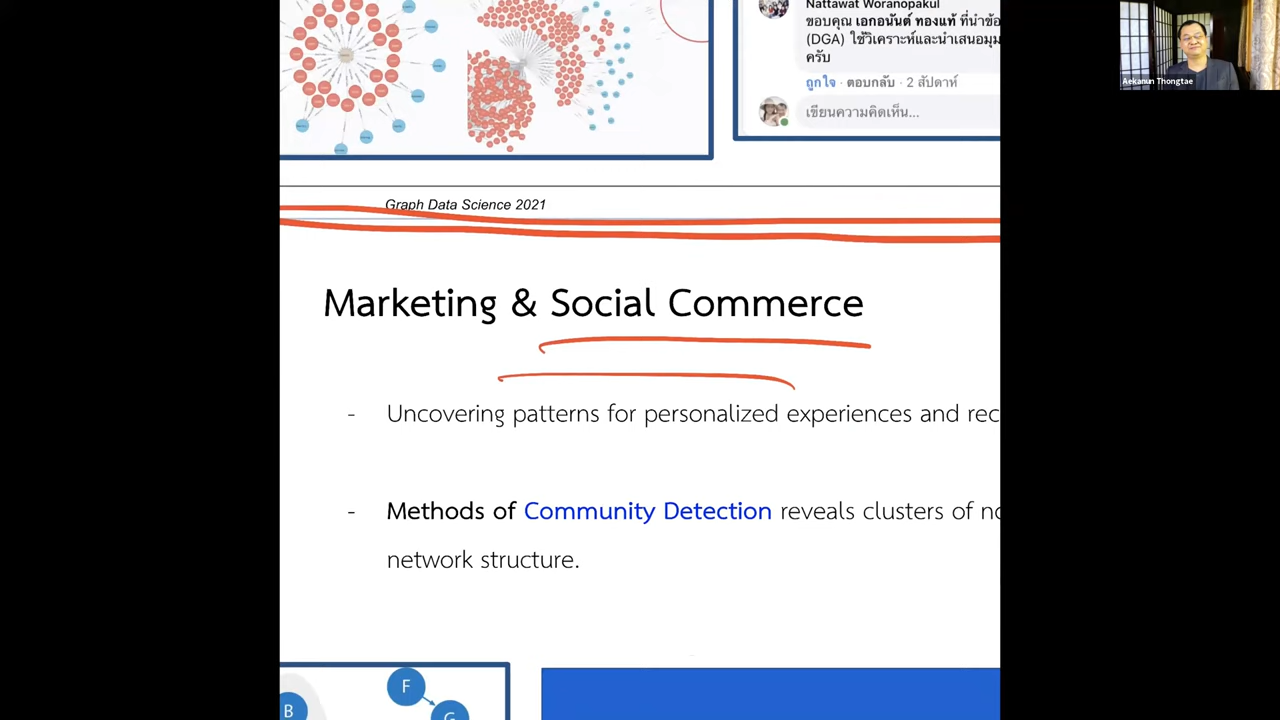 Nattawat Woranopakul
ขอบคุณ เอกอนันต์ ทองแท้ ที่นำข้อ
(DGA) ใช้วิเคราะห์และนำเสนอมุม
ครับ
ถูกใจ · ตอบกลับ · 2 สัปดาห์
เขียนความคิดเห็น...
Aekanun Thongtae
Graph Data Science 2021
Marketing & Social Commerce
- Uncovering patterns for personalized experiences and rec
- Methods of Community Detection reveals clusters of no
network structure.
F
B
G